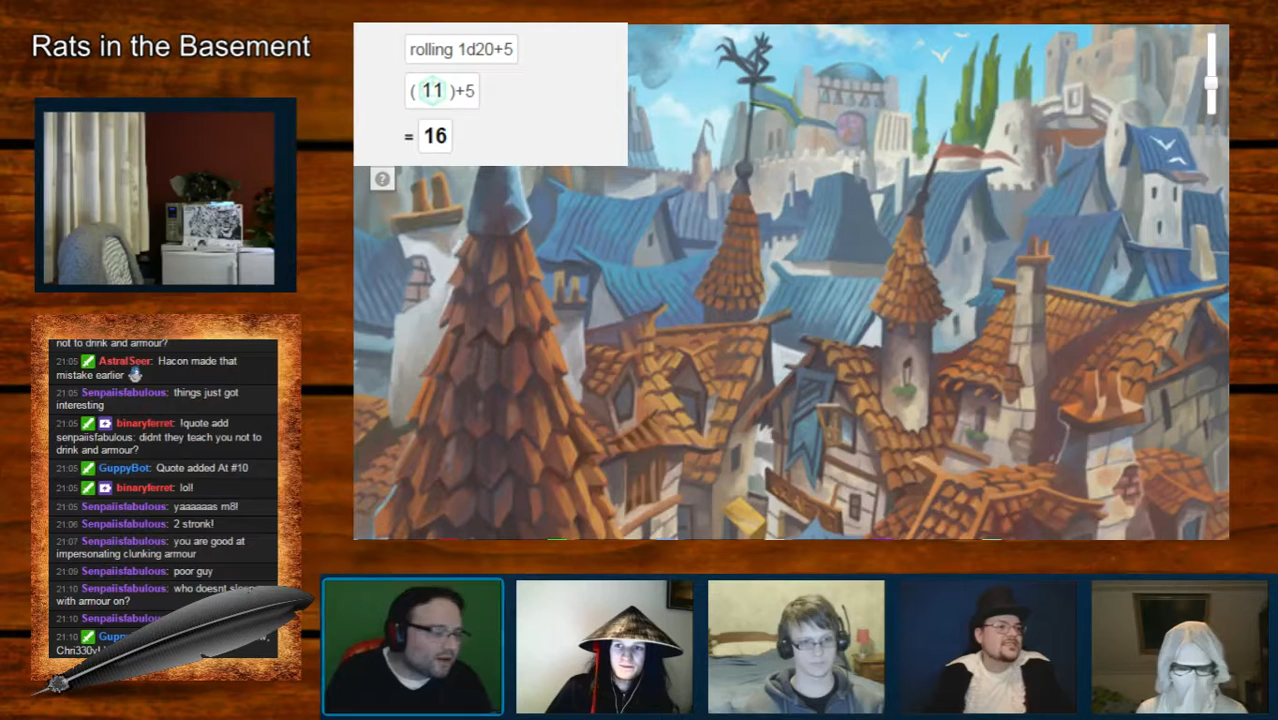 Rats in the Basement
rolling 1d20+5
( 11 )+5
= 16
?
not to drink and armour?
21:05 AstralSeer: Hacon made that
mistake earlier
21:05 Senpaiisfabulous: things just got
interesting
21:05 binaryferret: !quote add
senpaiisfabulous: didnt they teach you not to
drink and armour?
21:05 GuppyBot: Quote added At #10
21:05 binaryferret: lol!
21:05 Senpaiisfabulous: yaaaaaas m8!
21:06 Senpaiisfabulous: 2 stronk!
21:07 Senpaiisfabulous: you are good at
impersonating clunking armour
21:09 Senpaiisfabulous: poor guy
21:10 Senpaiisfabulous: who doesnt
with armour on?
21:10
21:10